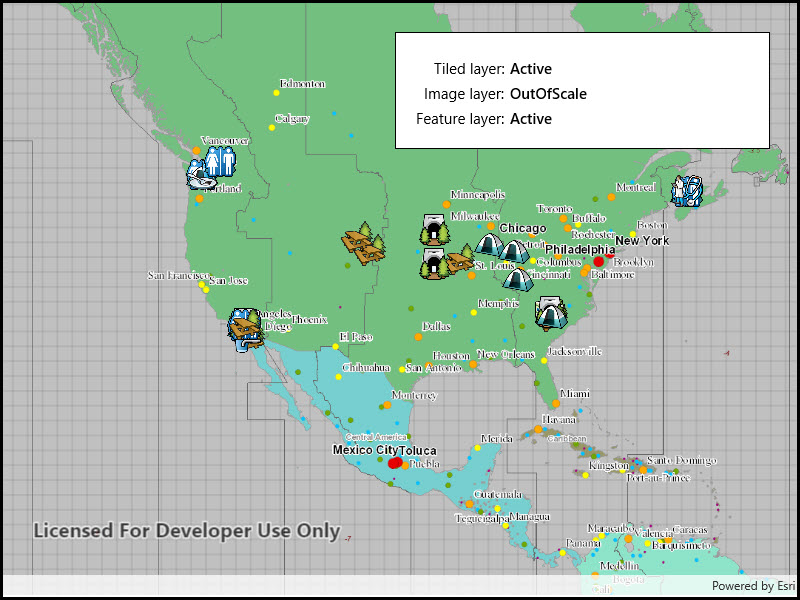 Tiled layer: Active
Image layer: OutOfScale
Feature layer: Active
Edmonton
Calgary
Vancouver
Portland
Minneapolis
Montreal
Milwaukee
Toronto
Buffalo
Chicago
Detroit
Rochester
Boston
New York
Philadelphia
Brooklyn
St. Louis
Columbus
Cincinnati
Baltimore
San Francisco
San Jose
Angeles
Diego
Phoenix
Memphis
El Paso
Dallas
Houston
New Orleans
Jacksonville
Chihuahua
San Antonio
Monterrey
Miami
Havana
Central America
Caribbean
Merida
Mexico City
Toluca
Puebla
Kingston
Santo Domingo
Port-au-Prince
Guatemala
Tegucigalpa
Managua
Licensed For Developer Use Only
Maracaibo
Valencia
Caracas
Panama
Barquisimeto
Medellin
Bogota
Cali
Powered by Esri